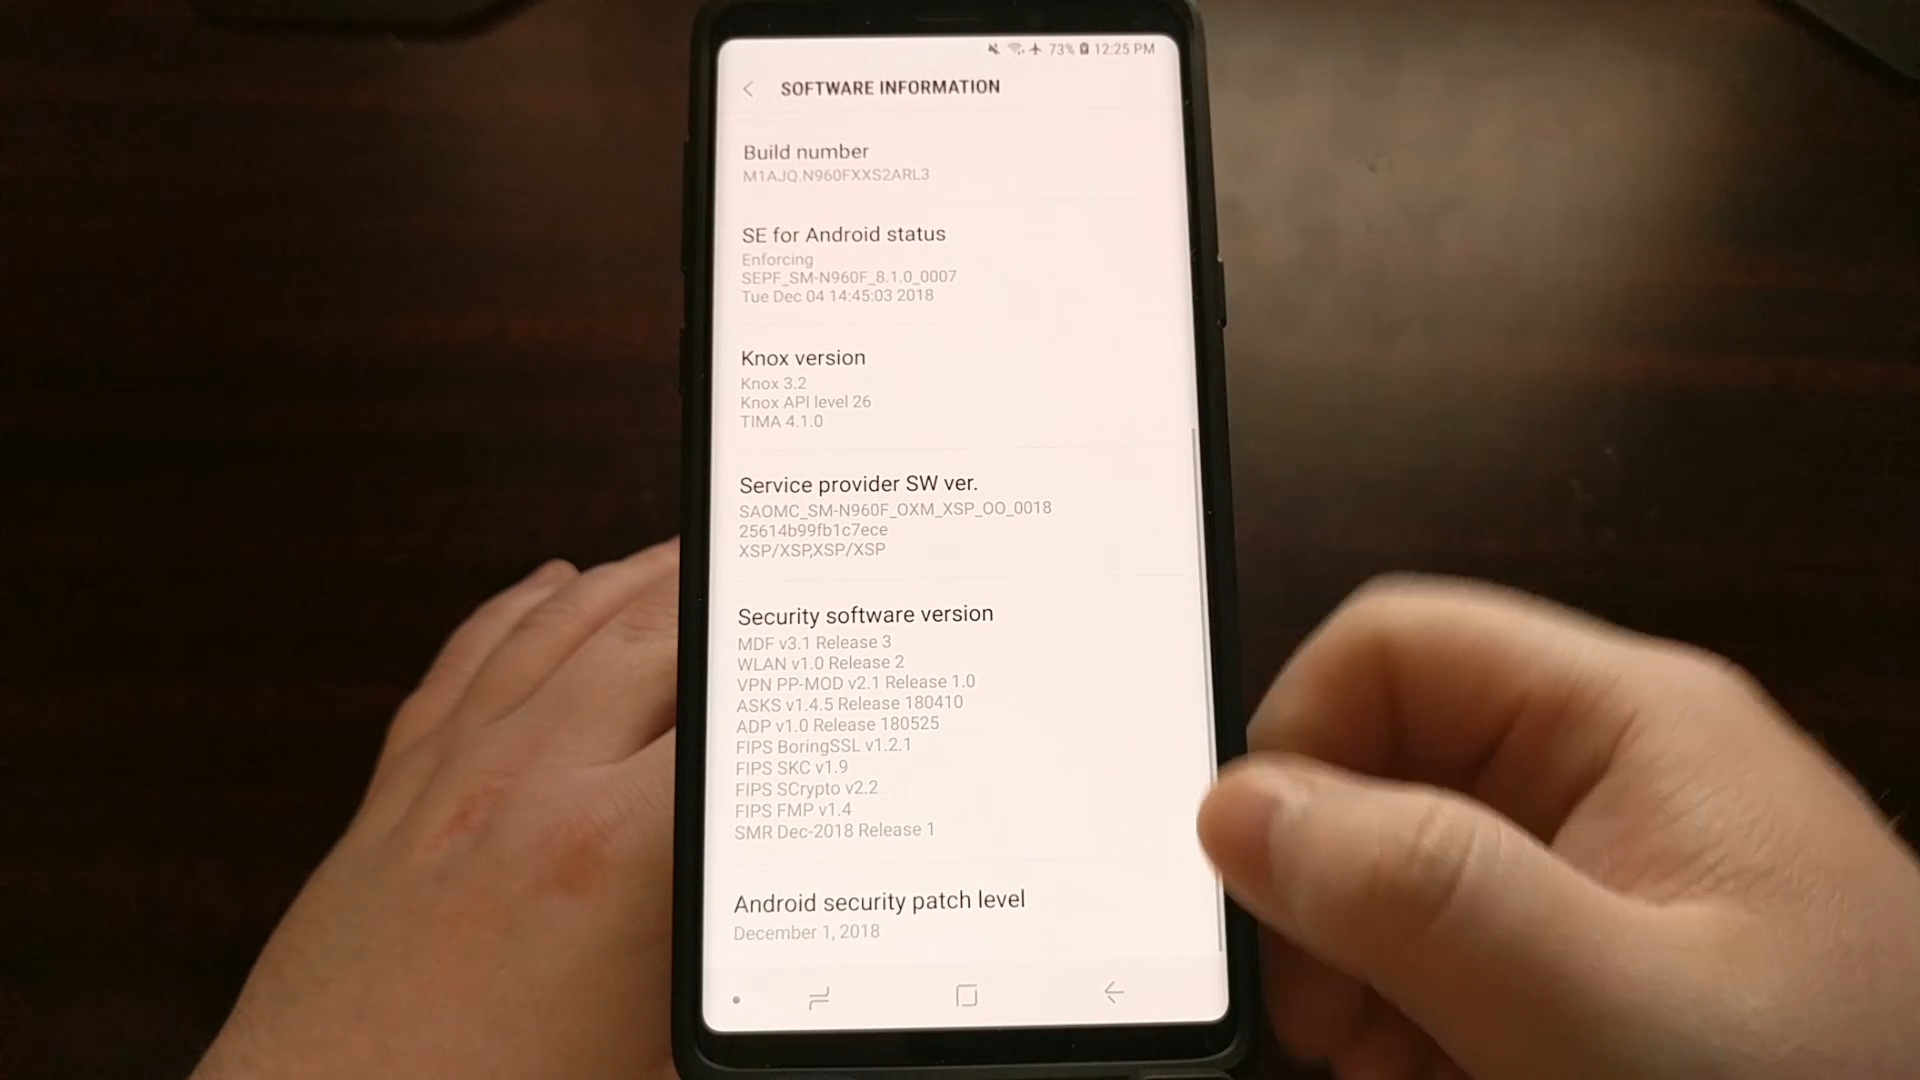 73% 12:25 PM
SOFTWARE INFORMATION
Build number
M1AJQ.N960FXXS2ARL3
SE for Android status
Enforcing
SEPF_SM-N960F_8.1.0_0007
Tue Dec 04 14:45:03 2018
Knox version
Knox 3.2
Knox API level 26
TIMA 4.1.0
Service provider SW ver.
SAOMC_SM-N960F_OXM_XSP_OO_0018
25614b99fb1c7ece
XSP/XSP,XSP/XSP
Security software version
MDF v3.1 Release 3
WLAN v1.0 Release 2
VPN PP-MOD v2.1 Release 1.0
ASKS v1.4.5 Release 180410
ADP v1.0 Release 180525
FIPS BoringSSL v1.2.1
FIPS SKC v1.9
FIPS SCrypto v2.2
FIPS FMP v1.4
SMR Dec-2018 Release 1
Android security patch level
December 1, 2018